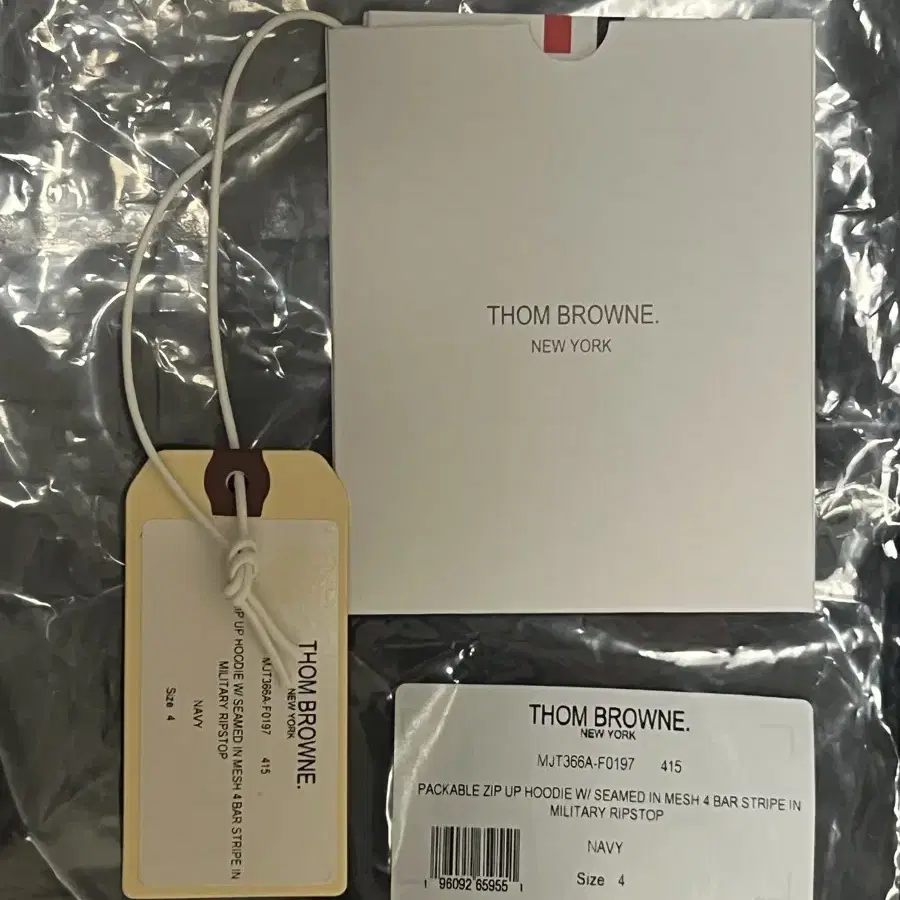 THOM BROWNE.
NEW YORK
THOM BROWNE.
NEW YORK
MJT366A-F0197 415
UP HOODIE W/ SEAMED IN MESH 4 BAR STRIPE IN
MILITARY RIPSTOP
NAVY
Size 4
THOM BROWNE.
NEW YORK
MJT366A-F0197 415
PACKABLE ZIP UP HOODIE W/ SEAMED IN MESH 4 BAR STRIPE IN
MILITARY RIPSTOP
NAVY
1 96092 65955 1
Size 4